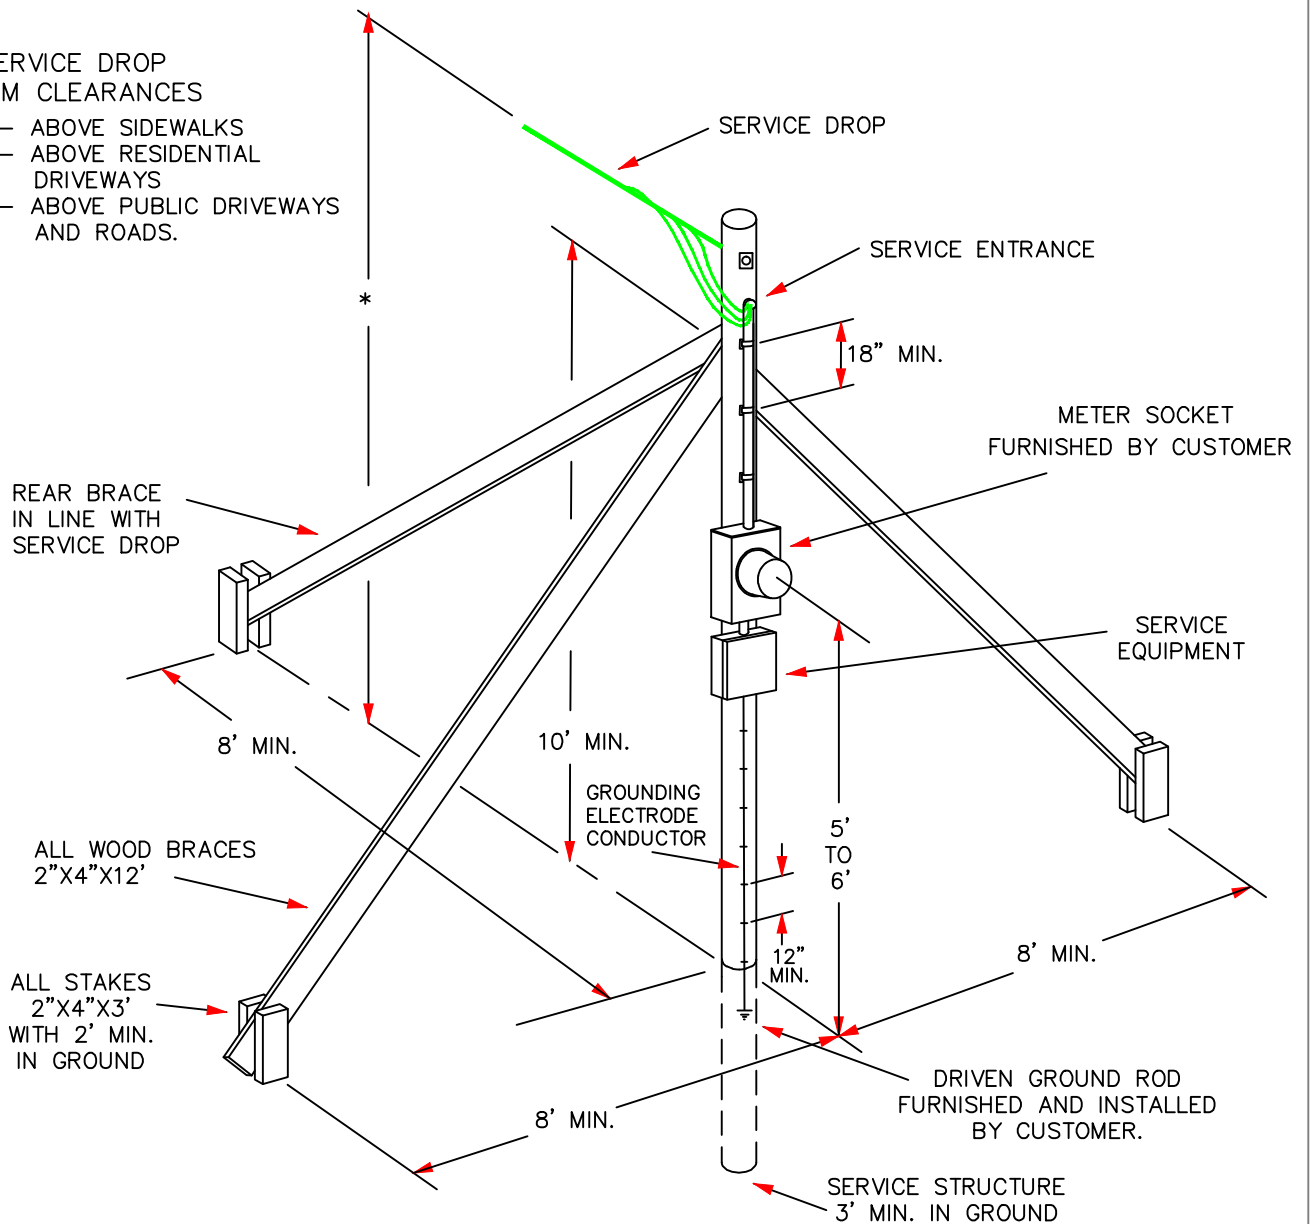 ERVICE DROP
M CLEARANCES
— ABOVE SIDEWALKS
— ABOVE RESIDENTIAL
DRIVEWAYS
— ABOVE PUBLIC DRIVEWAYS
AND ROADS.
*
SERVICE DROP
SERVICE ENTRANCE
18" MIN.
METER SOCKET
FURNISHED BY CUSTOMER
REAR BRACE
IN LINE WITH
SERVICE DROP
SERVICE
EQUIPMENT
8' MIN.
10' MIN.
GROUNDING
ELECTRODE
CONDUCTOR
5'
TO
6'
ALL WOOD BRACES
2"X4"X12'
12"
MIN.
8' MIN.
ALL STAKES
2"X4"X3'
WITH 2' MIN.
IN GROUND
8' MIN.
DRIVEN GROUND ROD
FURNISHED AND INSTALLED
BY CUSTOMER.
SERVICE STRUCTURE
3' MIN. IN GROUND